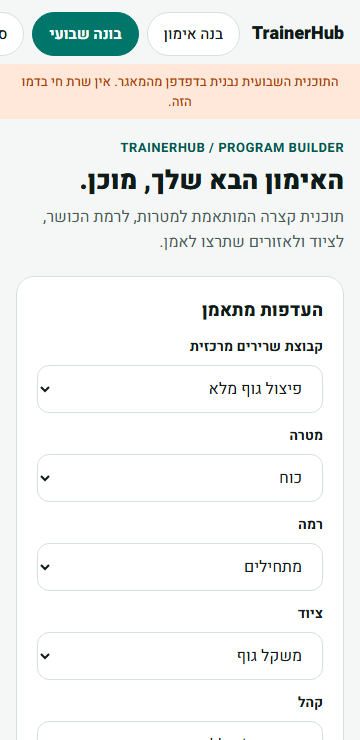 TrainerHub
בנה אימון
בונה שבועי
התוכנית השבועית נבנית בדפדפן מהמאגר. אין שרת חי בדמו
הזה.
TRAINERHUB / PROGRAM BUILDER
האימון הבא שלך, מוכן.
תוכנית קצרה המותאמת למטרות, לרמת הכושר,
לציוד ולאזורים שתרצו לאמן.
העדפות מתאמן
קבוצת שרירים מרכזית
פיצול גוף מלא
מטרה
כוח
רמה
מתחילים
ציוד
משקל גוף
קהל